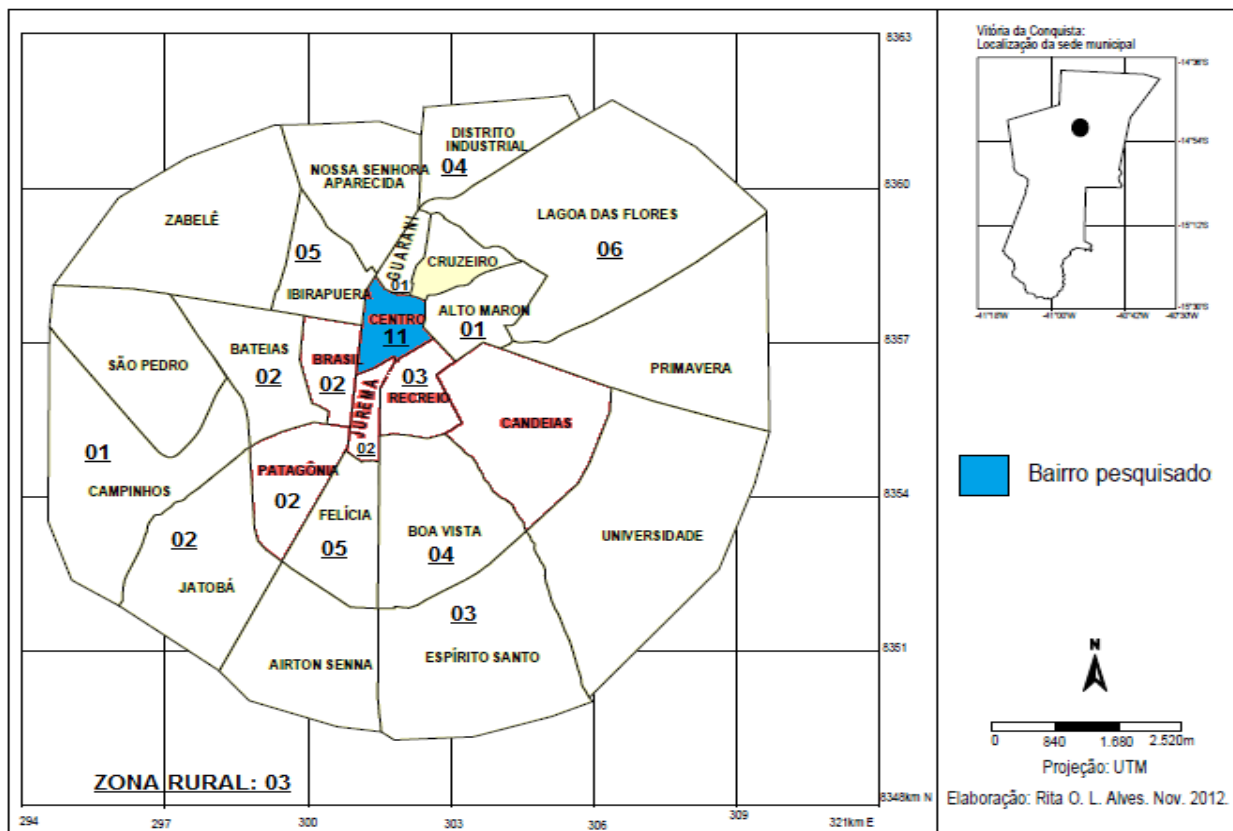 8363
DISTRITO
INDUSTRIAL
04
NOSSA SENHORA
APARECIDA
8360
ZABELÊ
GUARANI
01
LAGOA DAS FLORES
06
05
IBIRAPUERA
CRUZEIRO
CENTRO
11
ALTO MARON
01
8357
SÃO PEDRO
BATEIAS
02
BRASIL
02
JUREMA
02
03
RECREIO
PRIMAVERA
CANDEIAS
01
CAMPINHOS
PATAGÔNIA
02
8354
02
JATOBÁ
FELÍCIA
05
BOA VISTA
04
UNIVERSIDADE
03
ESPÍRITO SANTO
8351
AIRTON SENNA
ZONA RURAL: 03
8348km N
294
297
300
303
306
309
321km E
Vitória da Conquista:
Localização da sede municipal
-14°36'S
-14°54'S
-15°12'S
-15°30'S
-41°18'W
-41°00'W
-40°42'W
-40°30'W
Bairro pesquisado
N
0 840 1.680 2.520m
Projeção: UTM
Elaboração: Rita O. L. Alves. Nov. 2012.